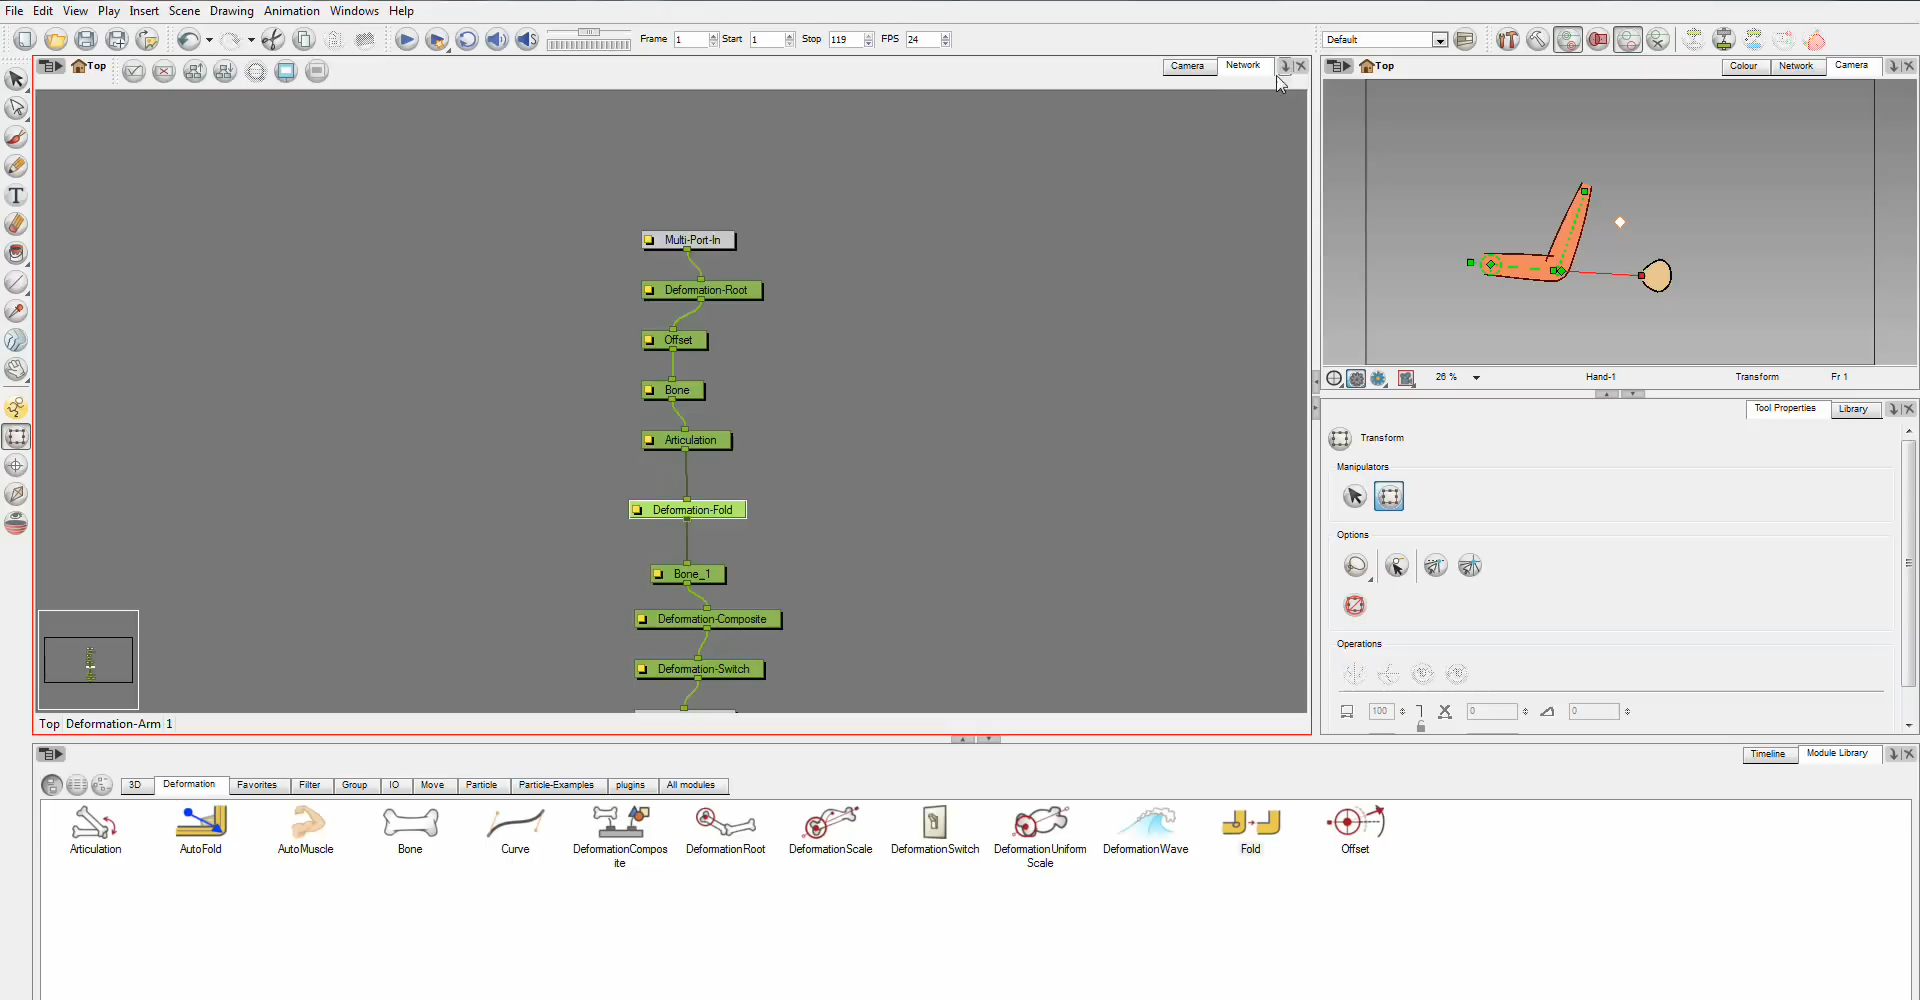 File Edit View Play Insert Scene Drawing Animation Windows Help
Frame 1 Start 1 Stop 119 FPS 24 Default
Top Camera Network
Top Colour Network Camera
Multi-Port-In
Deformation-Root
Offset
Bone
Articulation
Deformation-Fold
Bone_1
Deformation-Composite
Deformation-Switch
Top Deformation-Arm 1
26 % Hand-1 Transform Fr 1
Tool Properties Library
Transform
Manipulators
Options
Operations
100 0 0
Timeline Module Library
3D Deformation Favorites Filter Group IO Move Particle Particle-Examples plugins All modules
Articulation AutoFold AutoMuscle Bone Curve DeformationCompos DeformationRoot DeformationScale DeformationSwitch DeformationUniform DeformationWave Fold Offset
ite Scale